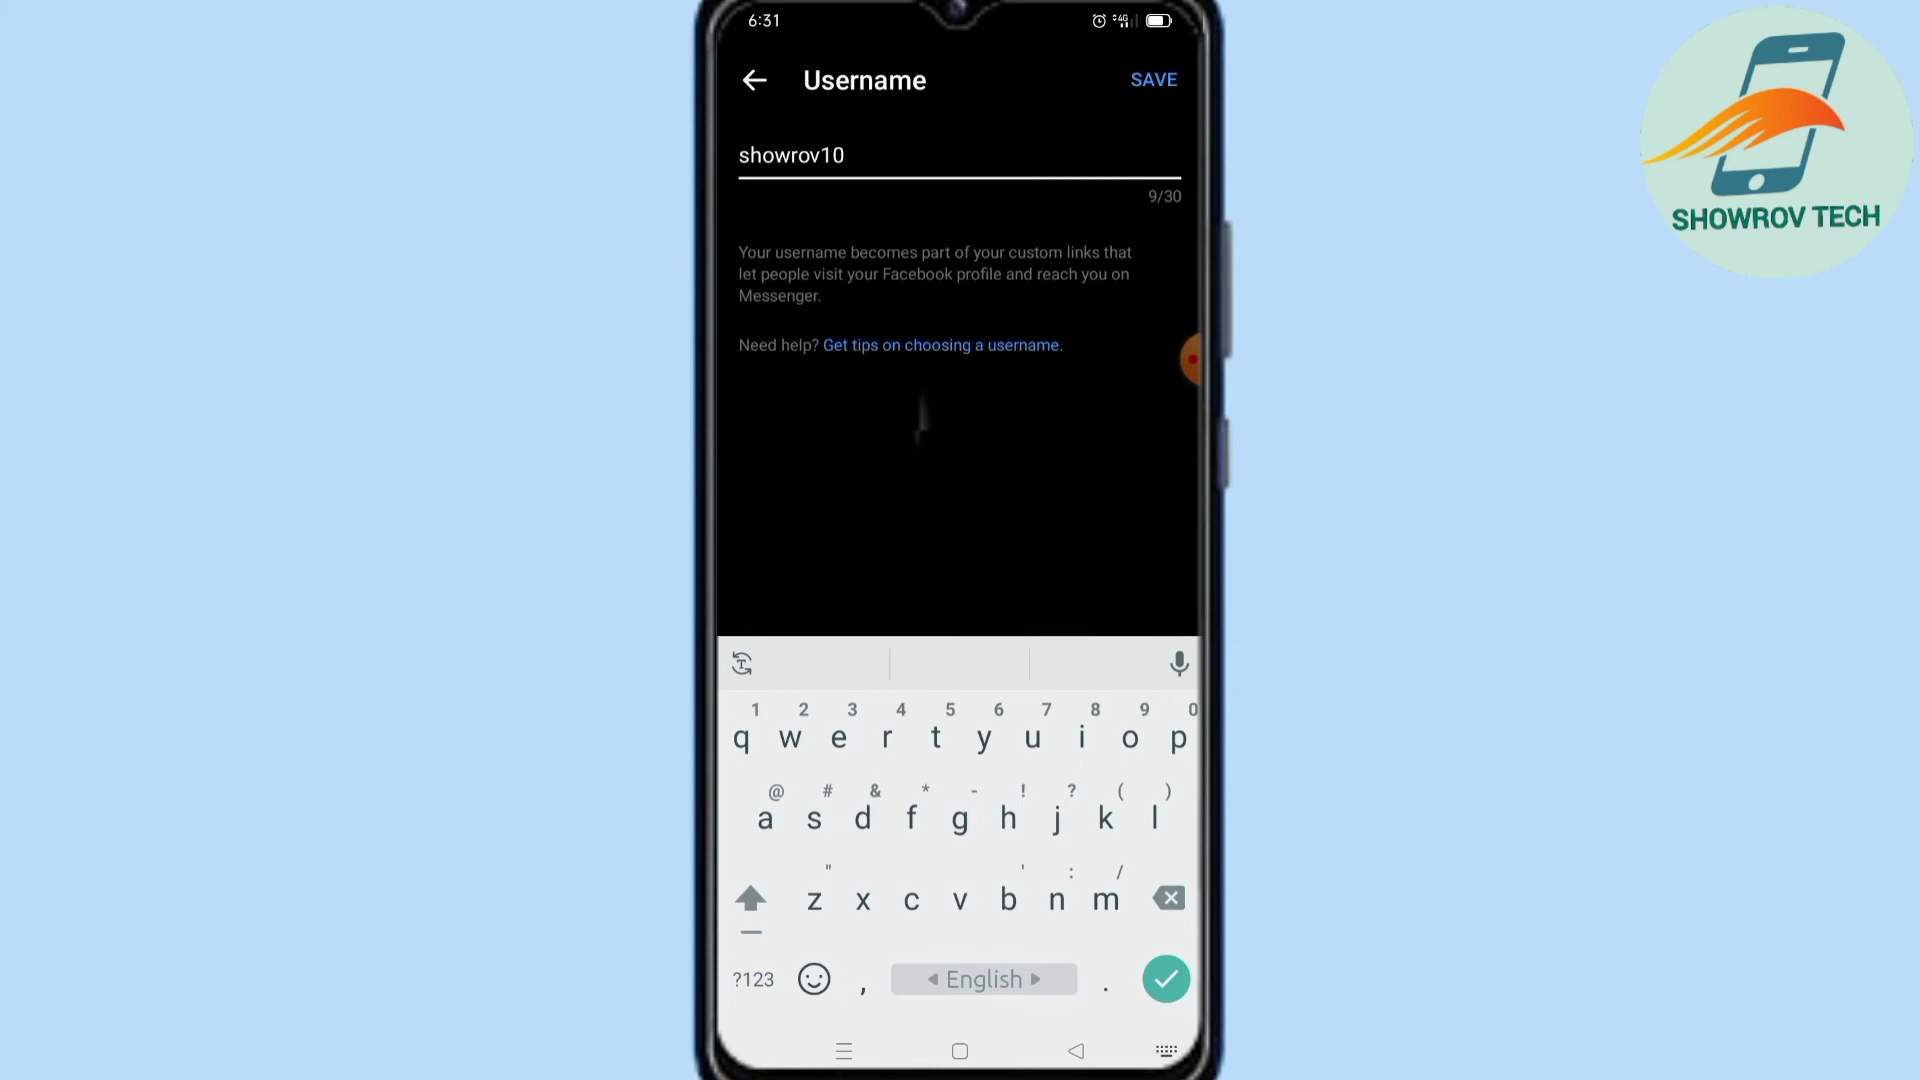 6:31
4G
Username
SAVE
showrov10
9/30
Your username becomes part of your custom links that
let people visit your Facebook profile and reach you on
Messenger.
Need help? Get tips on choosing a username.
SHOWROV TECH
1 2 3 4 5 6 7 8 9 0
q w e r t y u i o p
@ # & * - ! ? ( )
a s d f g h j k l
" ' : /
z x c v b n m
?123 , English .